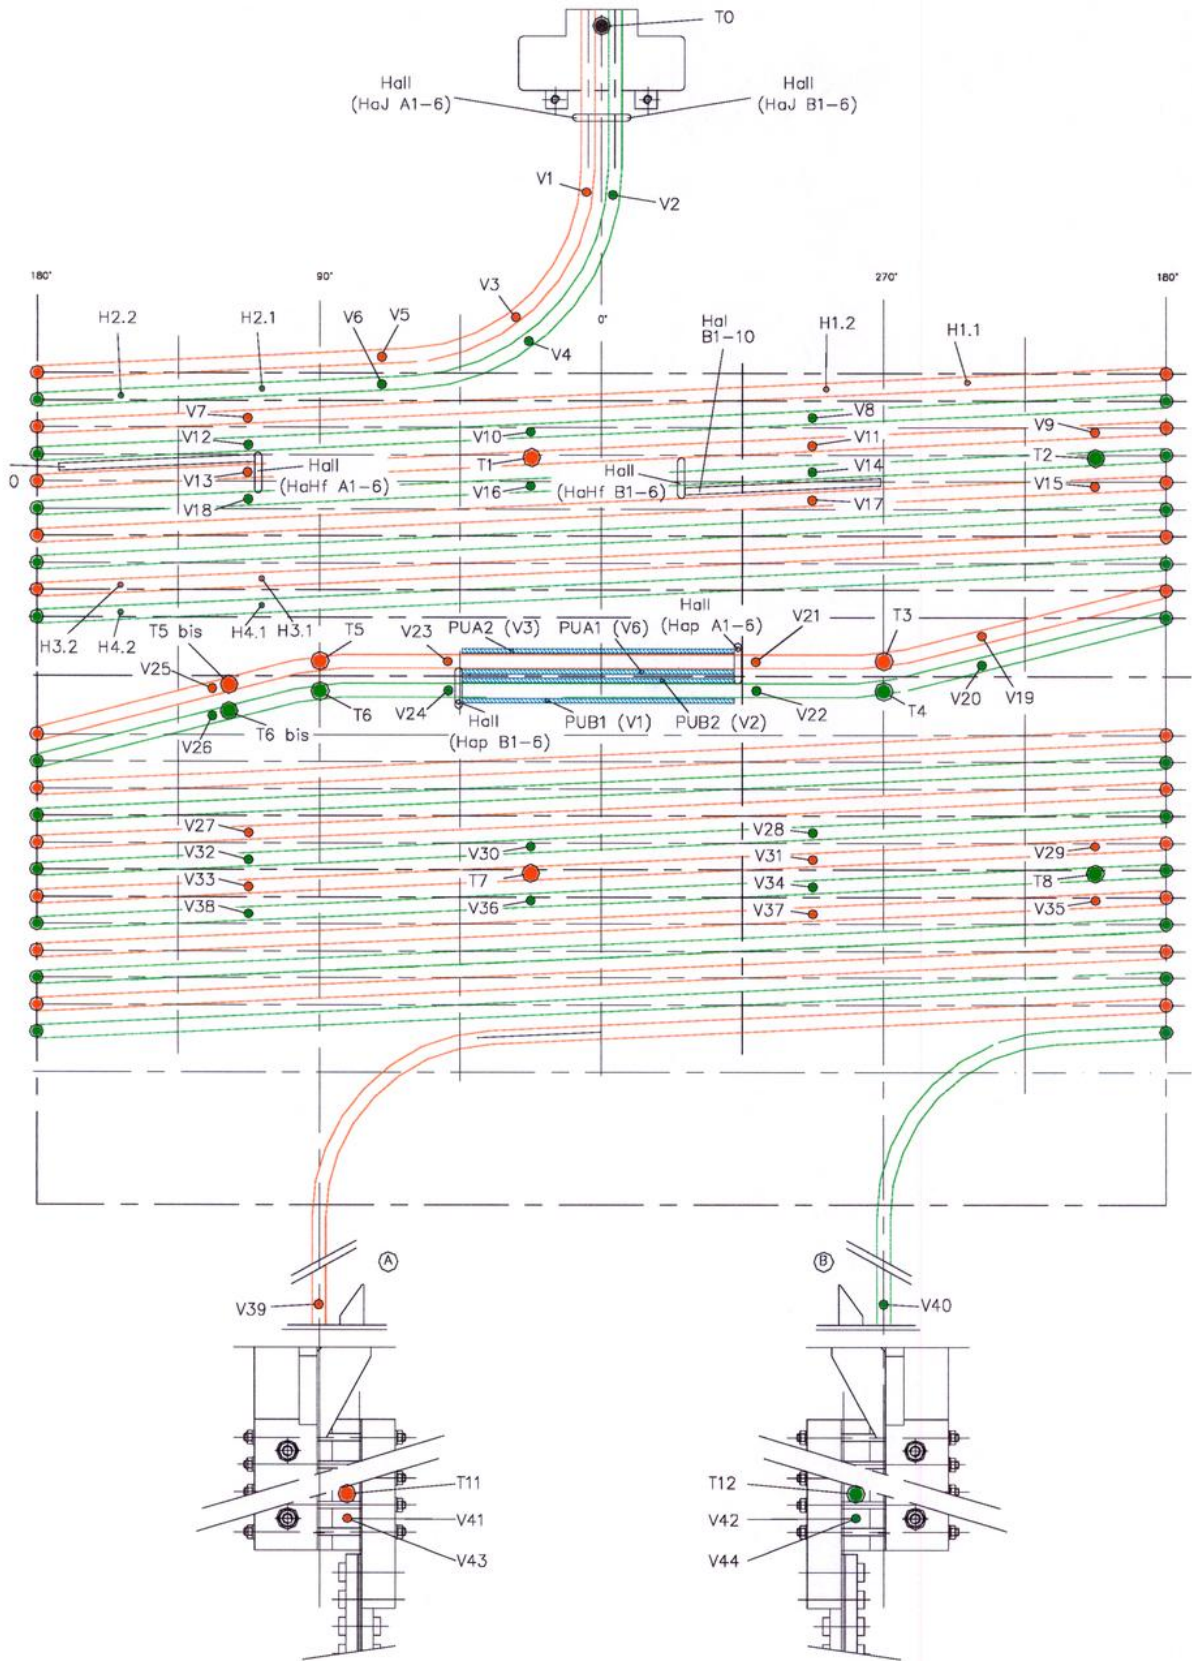 T0
Hall
(HaJ A1-6)
Hall
(HaJ B1-6)
V1
V2
180°
90°
0°
270°
180°
V3
V4
V5
V6
H2.2
H2.1
Hal
B1-10
H1.2
H1.1
V7
V8
V9
V12
V10
V11
T1
T2
Hall
(HaHf A1-6)
V13
0
Hall
(HaHf B1-6)
V14
V15
V16
V17
V18
H3.2
H4.2
H4.1
H3.1
T5 bis
T5
V23
PUA2 (V3)
PUA1 (V6)
Hall
(Hap A1-6)
V21
T3
V25
V26
T6 bis
T6
V24
Hall
(Hap B1-6)
PUB1 (V1)
PUB2 (V2)
V22
T4
V20
V19
V27
V28
V32
V30
V31
V29
V33
T7
V34
T8
V38
V36
V37
V35
A
B
V39
V40
T11
T12
V41
V42
V43
V44